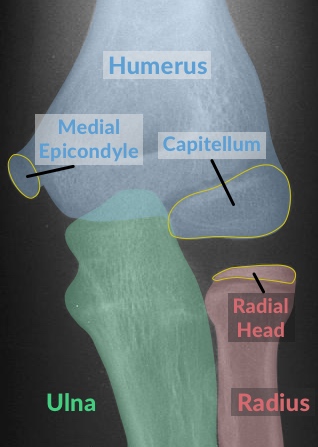 Humerus
Medial
Epicondyle
Capitellum
Radial
Head
Ulna
Radius